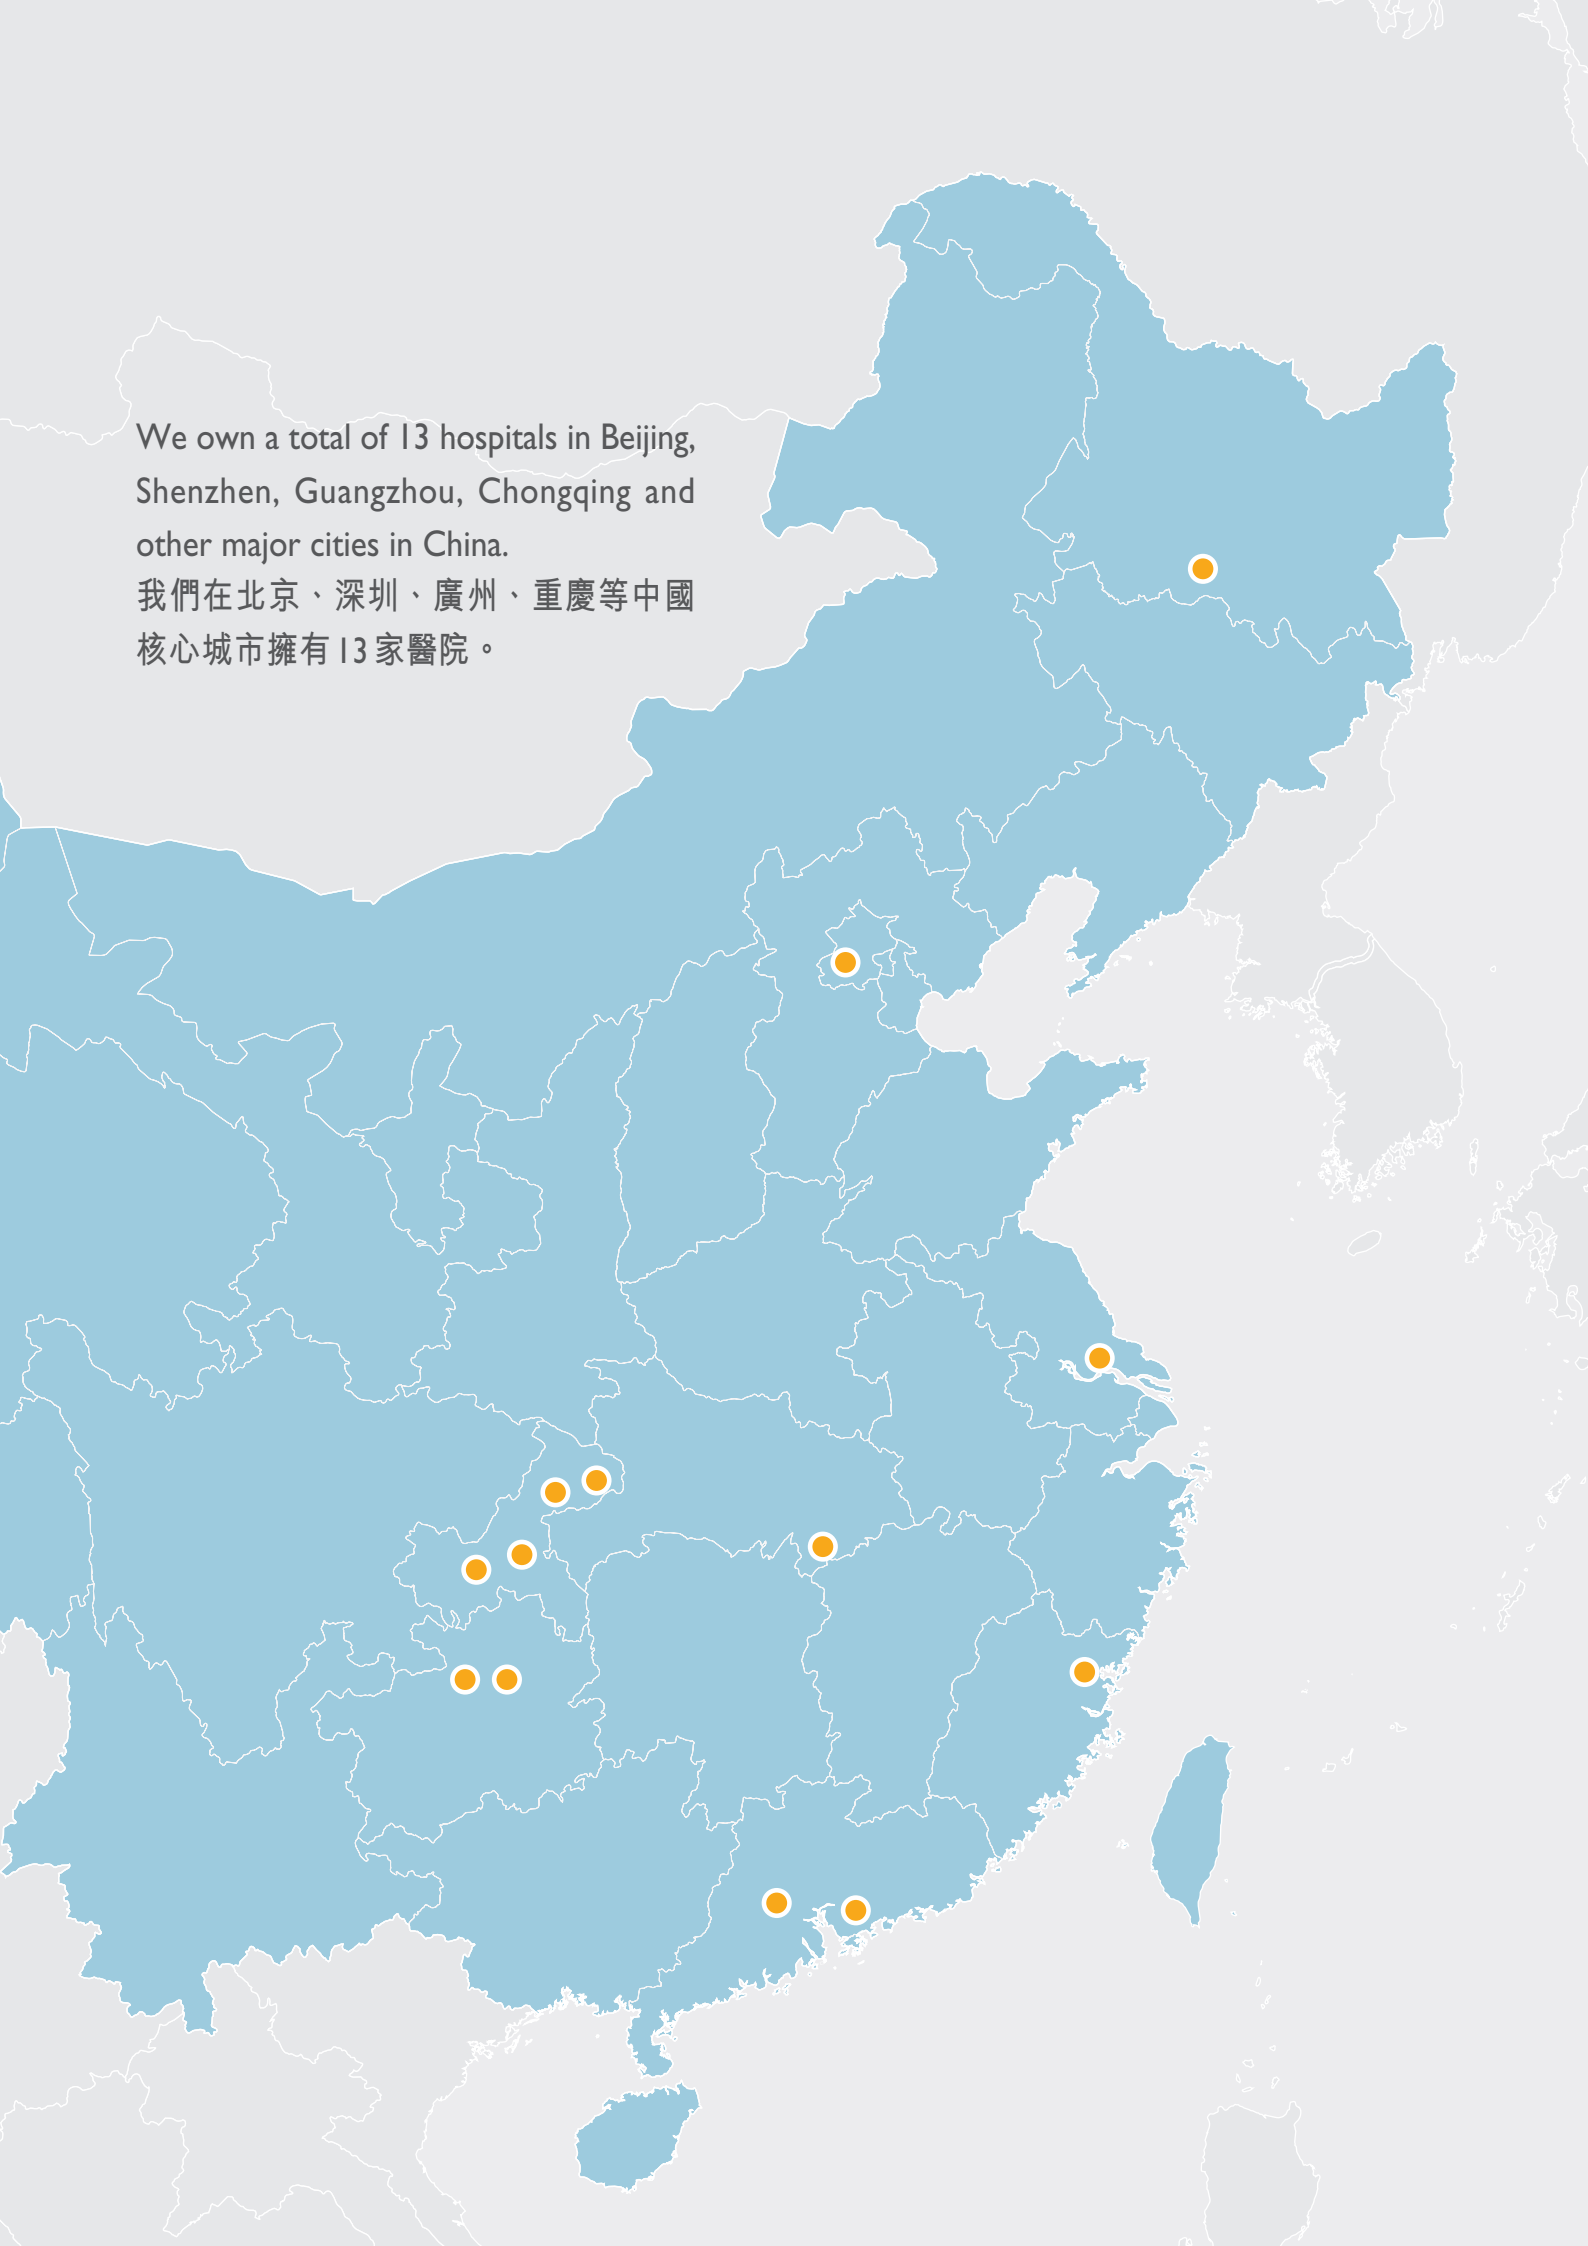 We own a total of 13 hospitals in Beijing,
Shenzhen, Guangzhou, Chongqing and
other major cities in China.
我們在北京、深圳、廣州、重慶等中國
核心城市擁有13家醫院。